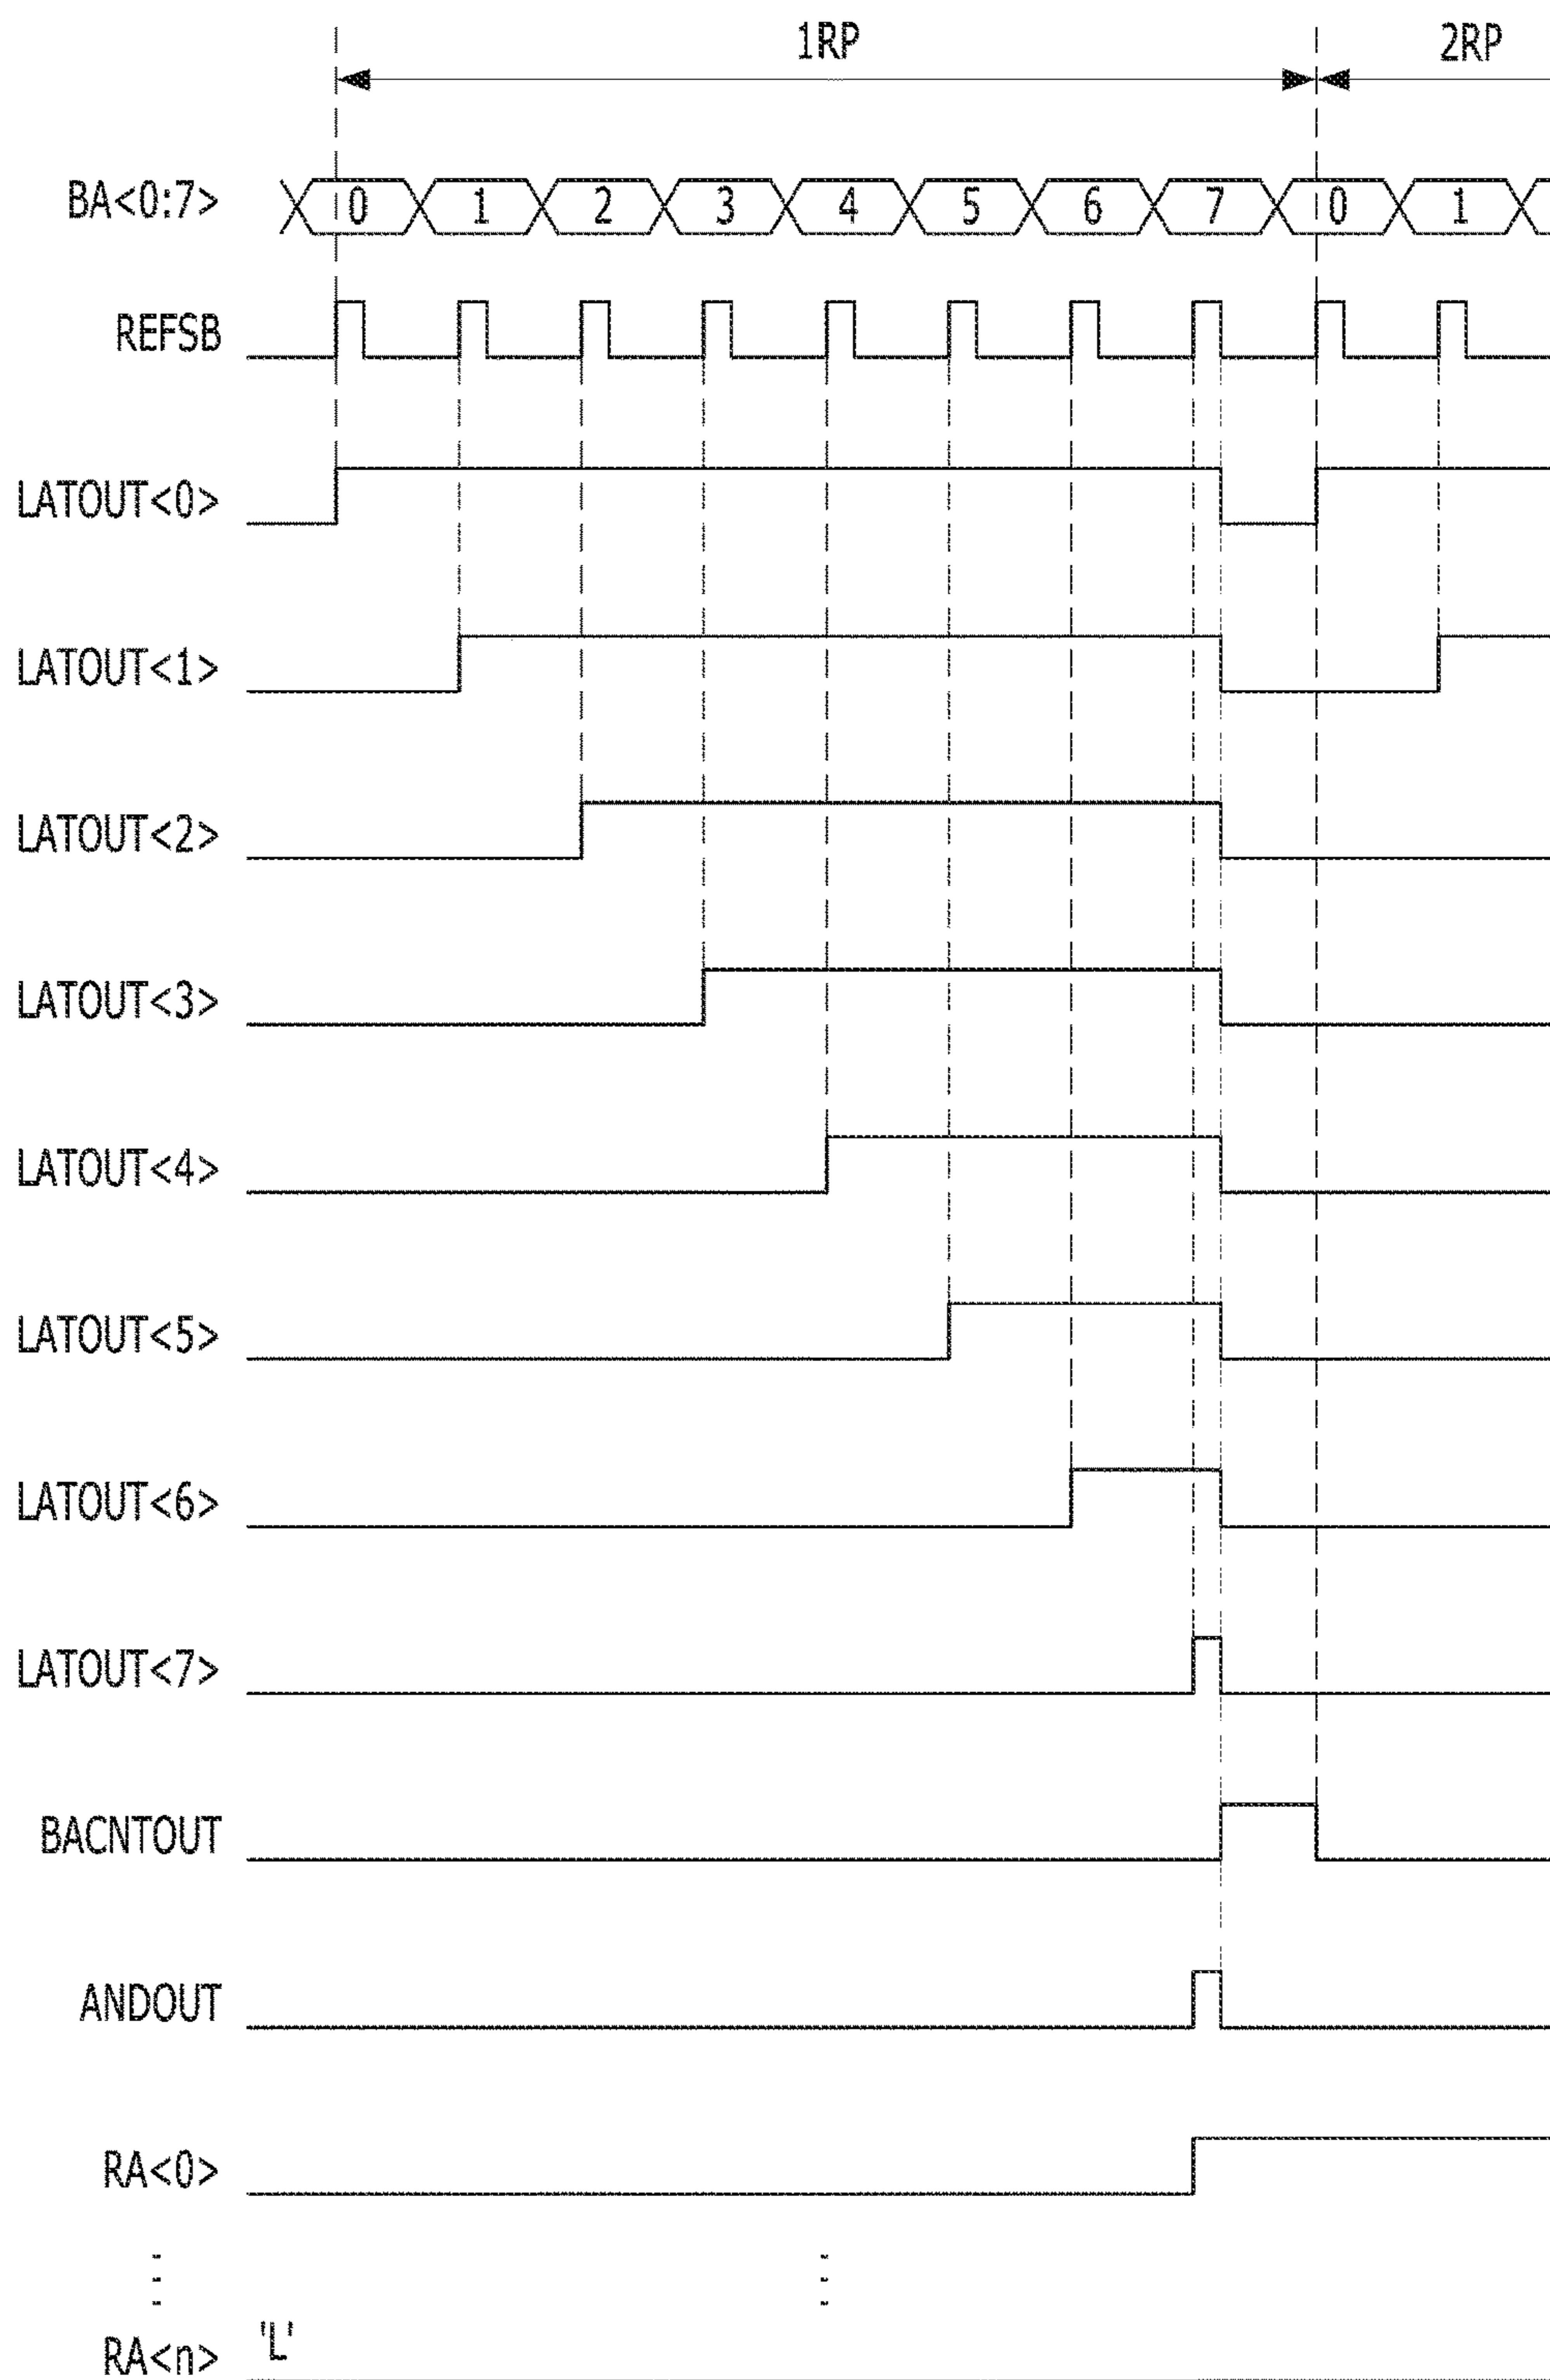 1RP 2RP
BA<0:7> 0 1 2 3 4 5 6 7 0 1
REFSB
LATOUT<0>
LATOUT<1>
LATOUT<2>
LATOUT<3>
LATOUT<4>
LATOUT<5>
LATOUT<6>
LATOUT<7>
BACNTOUT
ANDOUT
RA<0>
RA<n> 'L'